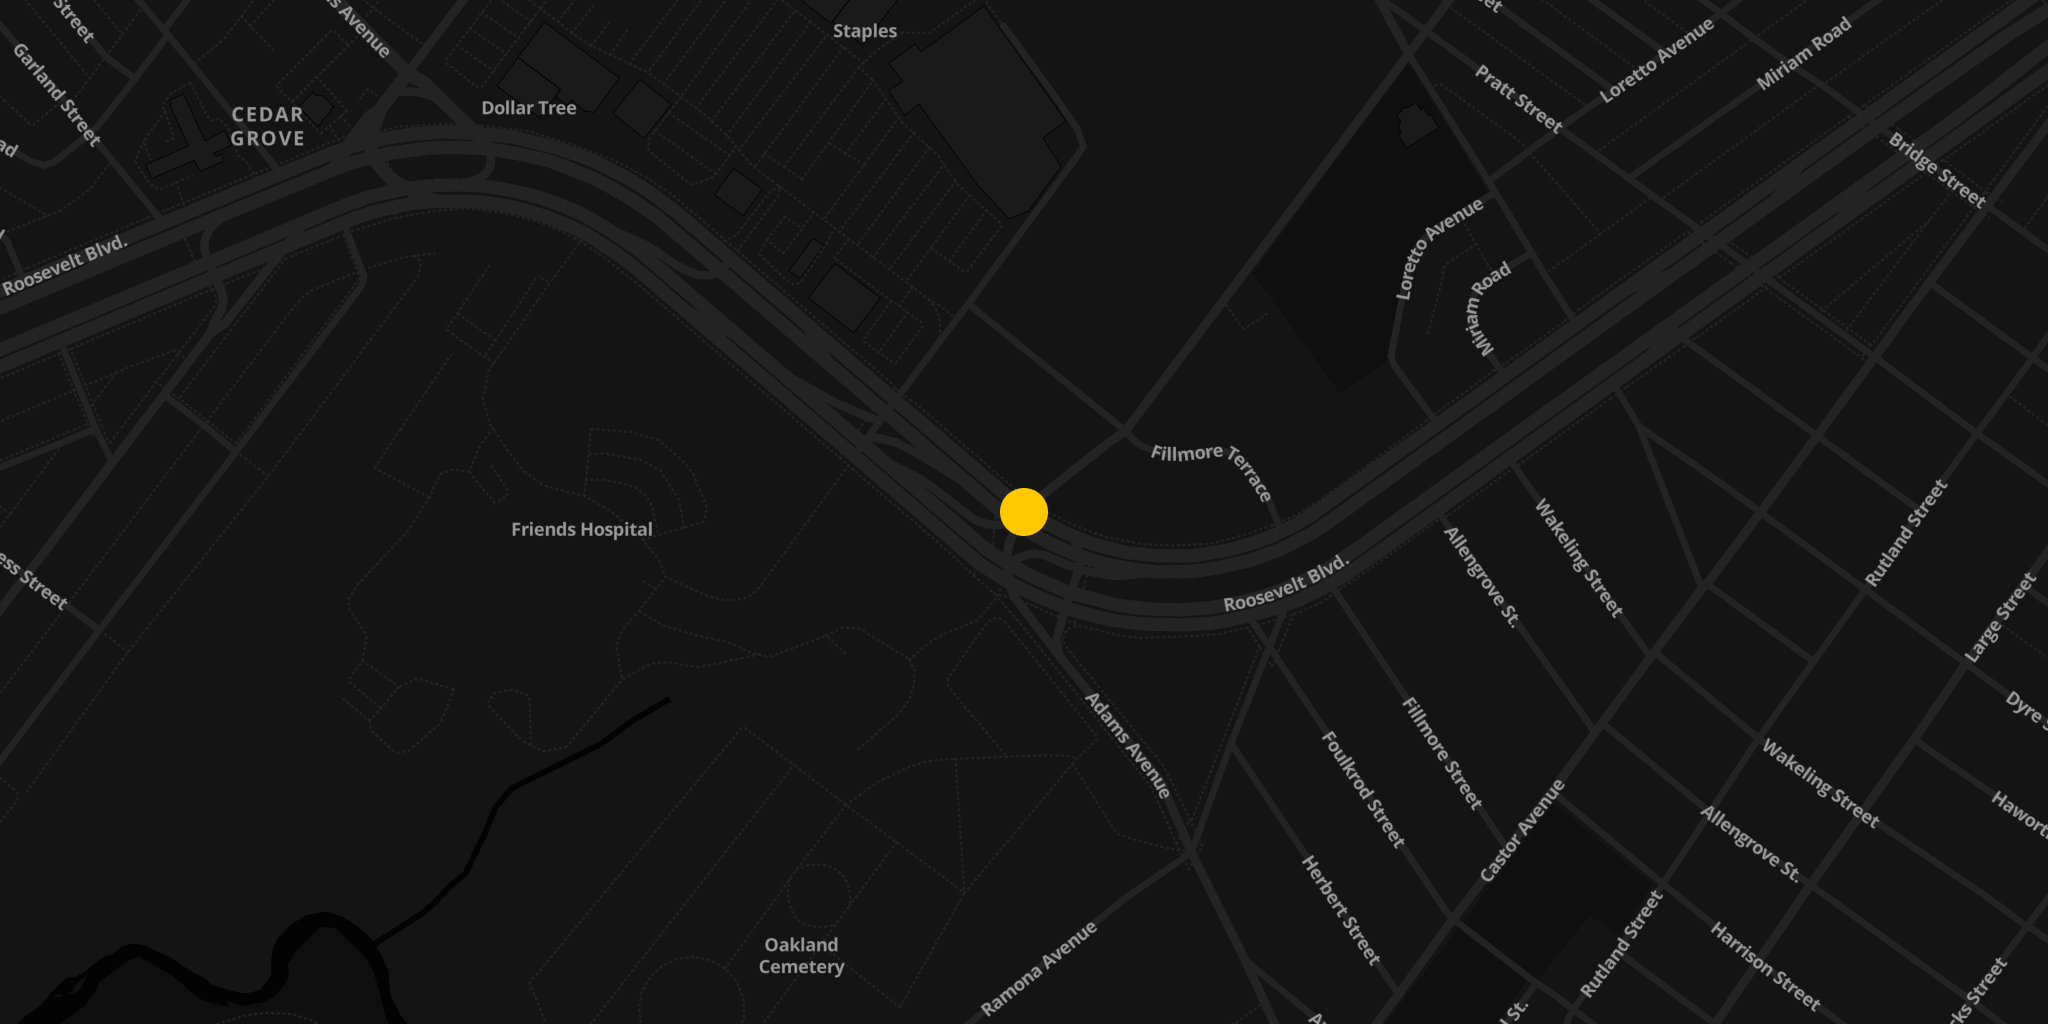 Staples
Dollar Tree
CEDAR
GROVE
Garland Street
Street
Avenue
Roosevelt Blvd.
Pratt Street
Loretto Avenue
Miriam Road
Bridge Street
Loretto Avenue
Miriam Road
Fillmore Terrace
Friends Hospital
Roosevelt Blvd.
Allengrove St.
Wakeling Street
Rutland Street
Large Street
Street
Adams Avenue
Foulkrod Street
Fillmore Street
Castor Avenue
Wakeling Street
Allengrove St.
Herbert Street
Oakland
Cemetery
Ramona Avenue
Rutland Street
Harrison Street
Street
Dyre
St.